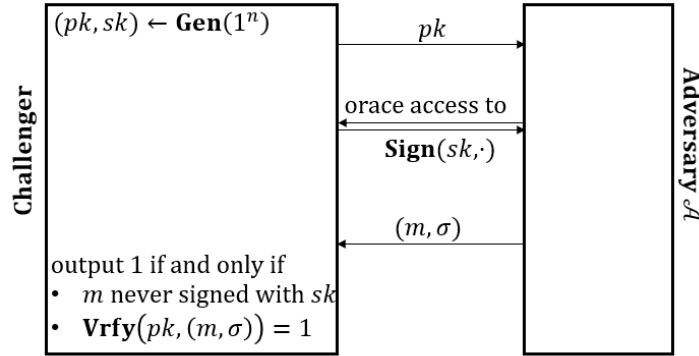 Challenger
(pk, sk) ← Gen(1ⁿ)
pk
orace access to
Sign(sk,·)
(m, σ)
output 1 if and only if
• m never signed with sk
• Vrfy(pk, (m, σ)) = 1
Adversary 𝒜